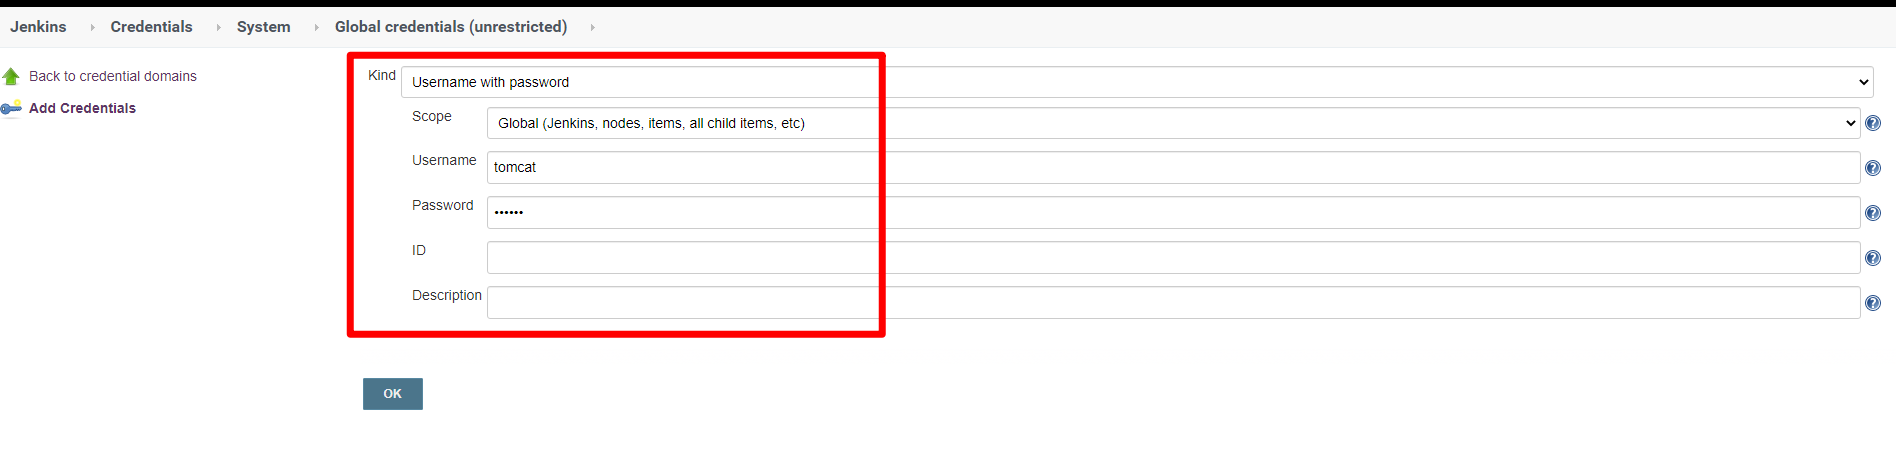 Jenkins Credentials System Global credentials (unrestricted)
Back to credential domains
Add Credentials
Kind Username with password
Scope Global (Jenkins, nodes, items, all child items, etc)
Username tomcat
Password ••••••
ID
Description
OK